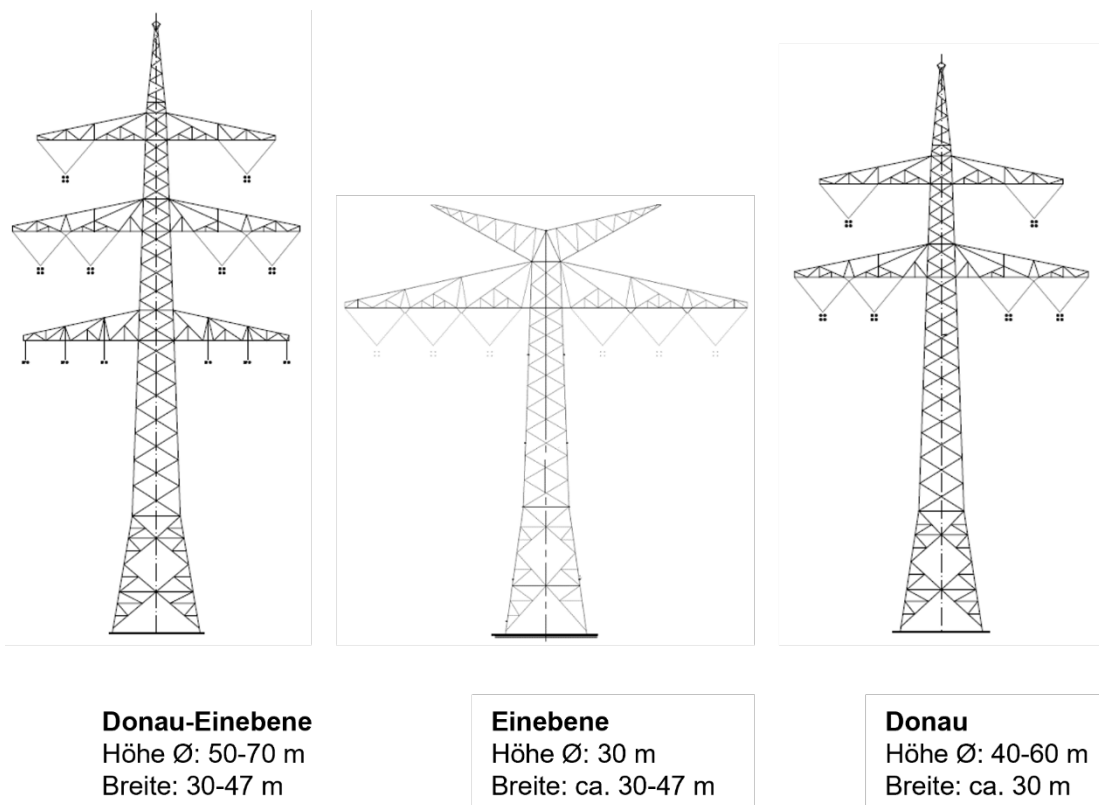 Donau-Einebene
Höhe Ø: 50-70 m
Breite: 30-47 m
Einebene
Höhe Ø: 30 m
Breite: ca. 30-47 m
Donau
Höhe Ø: 40-60 m
Breite: ca. 30 m